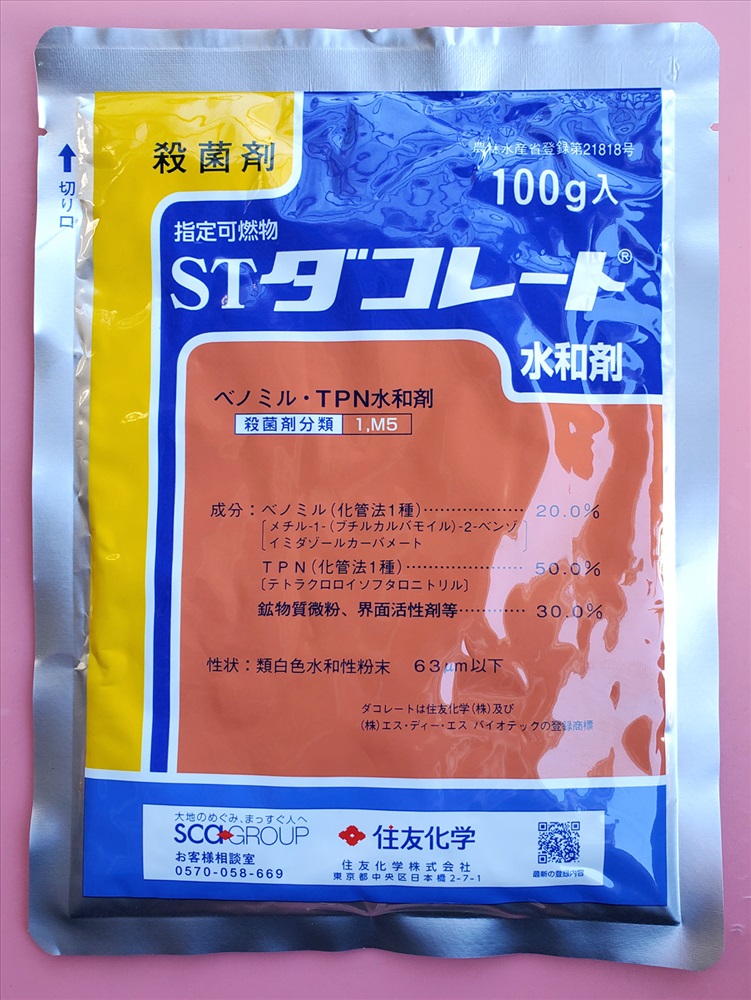 殺菌剤
農林水産省登録第21818号
100g入
↑切り口
指定可燃物
STダコレート®
水和剤
ベノミル・TPN水和剤
殺菌剤分類 1,M5
成分：ベノミル（化管法1種）……………… 20.0%
［メチル-1-（ブチルカルバモイル）-2-ベンゾ
イミダゾールカーバメート］
TPN（化管法1種）………………… 50.0%
〔テトラクロロイソフタロニトリル〕
鉱物質微粉、界面活性剤等………… 30.0%
性状：類白色水和性粉末 63μm以下
ダコレートは住友化学（株）及び
（株）エス・ディー・エス バイオテックの登録商標
大地のめぐみ、まっすぐ人へ
SCC GROUP
お客様相談室
0570-058-669
住友化学
住友化学株式会社
東京都中央区日本橋2-7-1
最新の登録内容